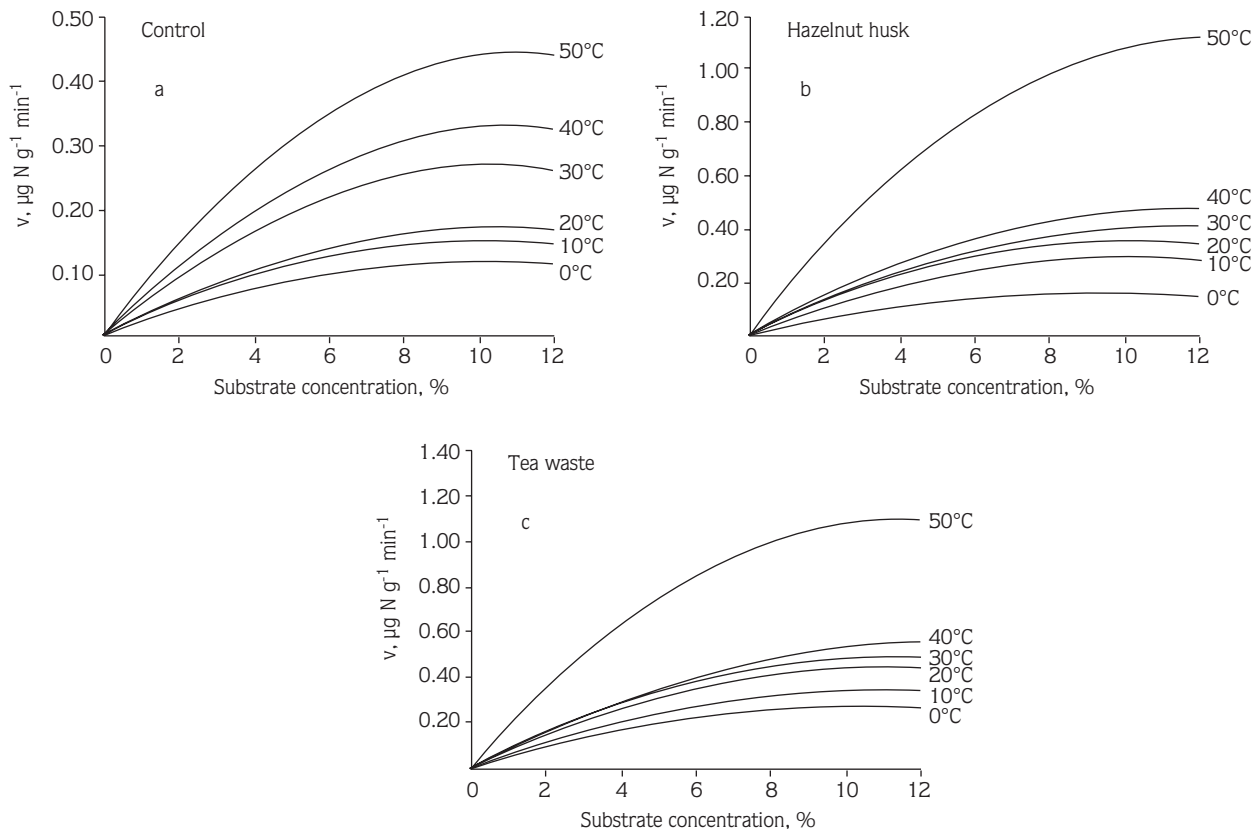 0.50
Control
50°C
a
0.40
40°C
0.30
30°C
0.20
20°C
10°C
0.10
0°C
v, µg N g⁻¹ min⁻¹
0 2 4 6 8 10 12
Substrate concentration, %
1.20
Hazelnut husk
50°C
1.00
b
0.80
0.60
40°C
0.40
30°C
20°C
10°C
0.20
0°C
v, µg N g⁻¹ min⁻¹
0 2 4 6 8 10 12
Substrate concentration, %
1.40
Tea waste
1.20
c
50°C
1.00
0.80
0.60
40°C
30°C
0.40
20°C
10°C
0.20
0°C
v, µg N g⁻¹ min⁻¹
0 2 4 6 8 10 12
Substrate concentration, %